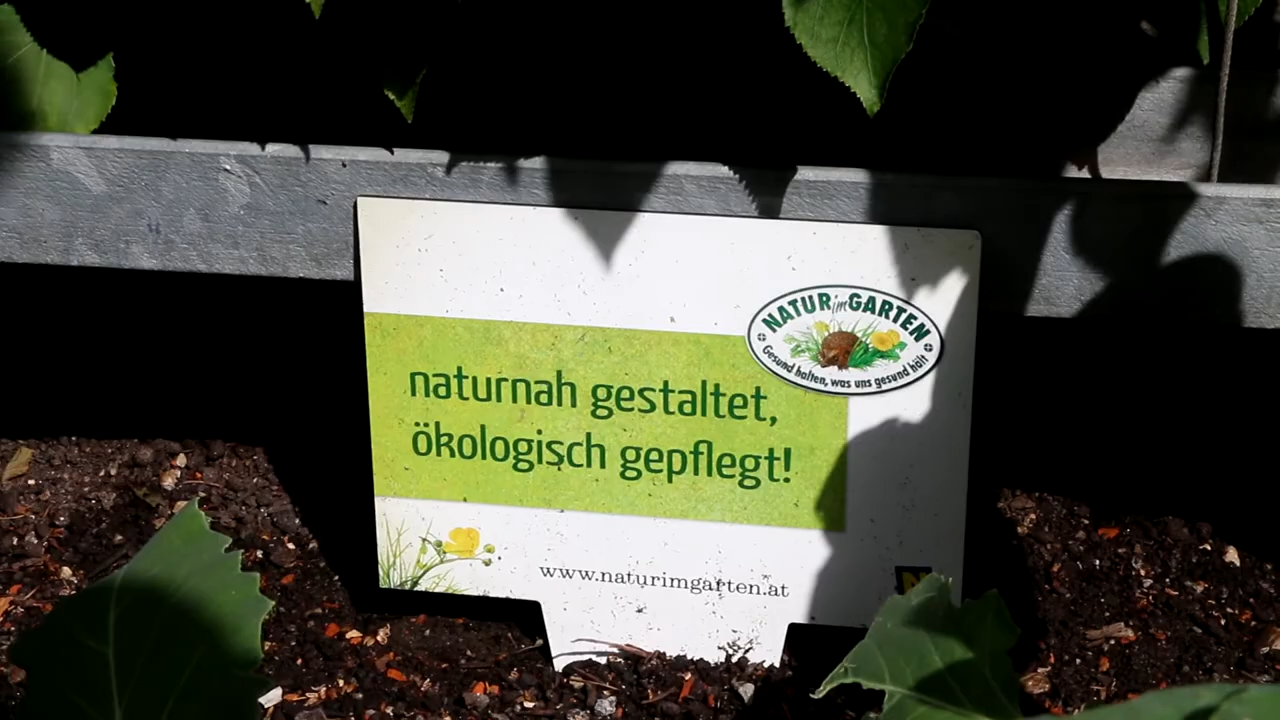 NATUR im GARTEN
Gesund halten, was uns gesund hält
naturnah gestaltet,
ökologisch gepflegt!
www.naturimgarten.at